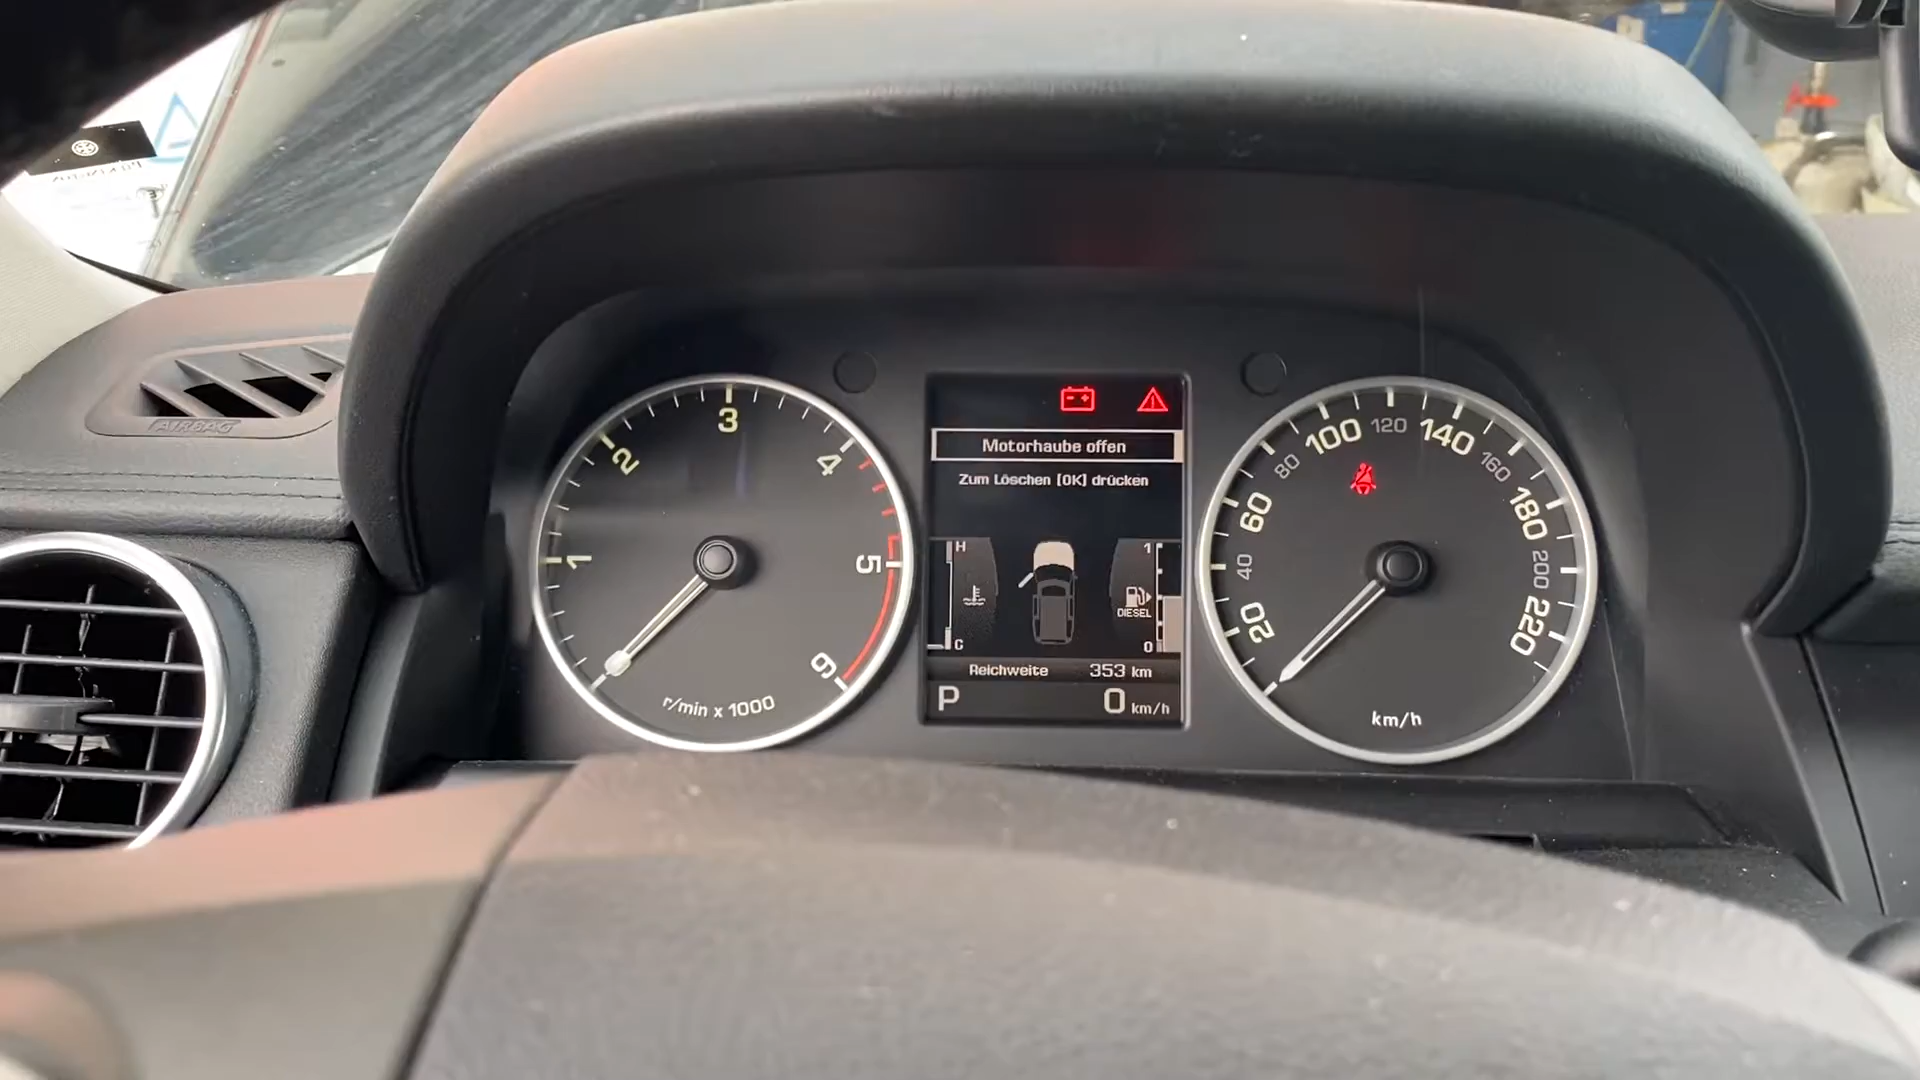 AIRBAG
1
2
3
4
5
6
r/min x 1000
Motorhaube offen
Zum Löschen [OK] drücken
H
C
1
DIESEL
0
Reichweite 353 km
P 0 km/h
20
40
60
80
100
120
140
160
180
200
220
km/h